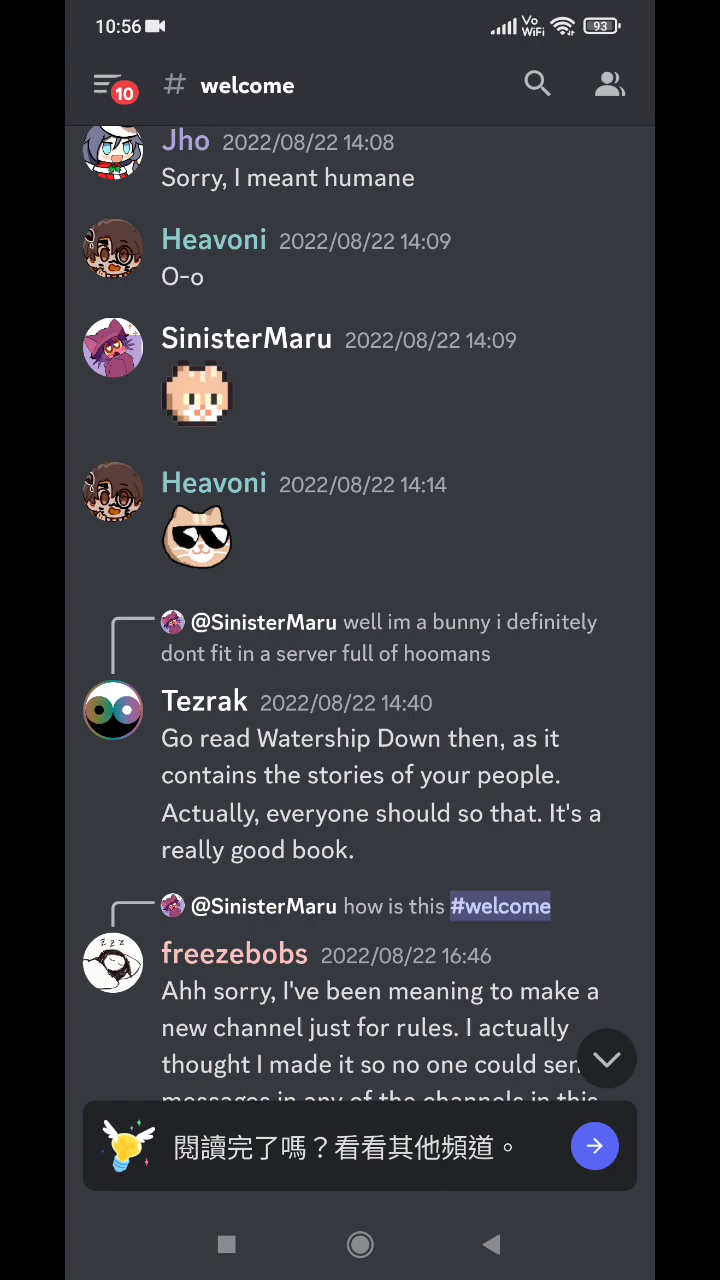 10:56 Vo WiFi 93
10 # welcome
Jho 2022/08/22 14:08
Sorry, I meant humane
Heavoni 2022/08/22 14:09
O-o
SinisterMaru 2022/08/22 14:09
Heavoni 2022/08/22 14:14
@SinisterMaru well im a bunny i definitely
dont fit in a server full of hoomans
Tezrak 2022/08/22 14:40
Go read Watership Down then, as it
contains the stories of your people.
Actually, everyone should so that. It's a
really good book.
@SinisterMaru how is this #welcome
z z z
freezebobs 2022/08/22 16:46
Ahh sorry, I've been meaning to make a
new channel just for rules. I actually
thought I made it so no one could sen
messages in any of the channels in this
閱讀完了嗎？看看其他頻道。